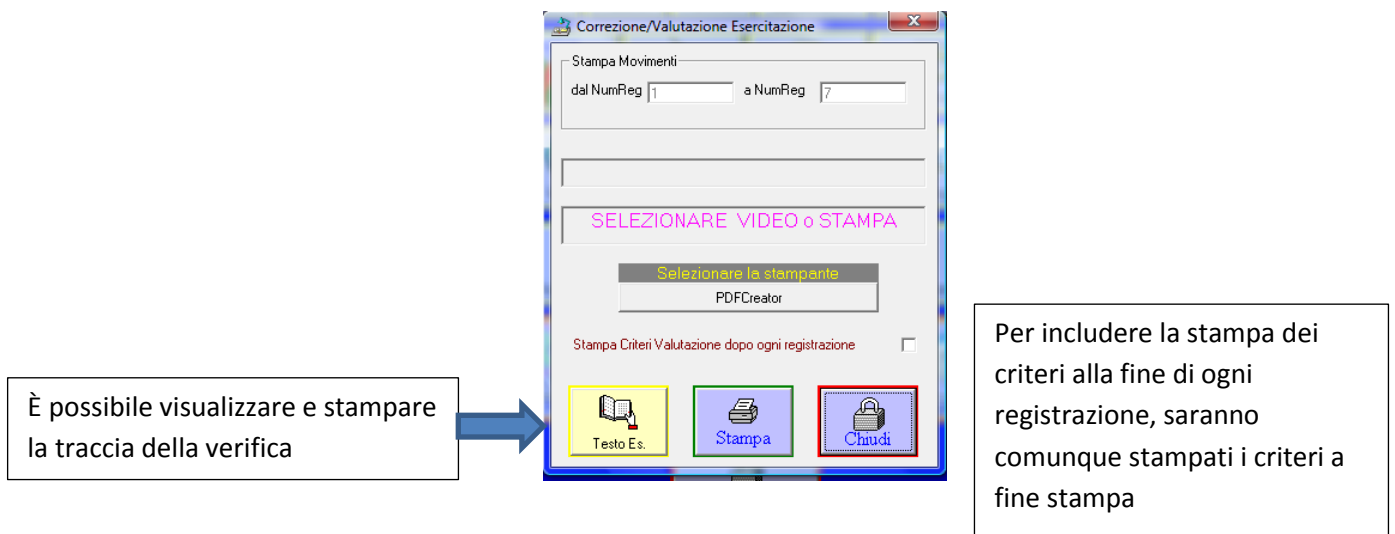 Correzione/Valutazione Esercitazione
Stampa Movimenti
dal NumReg 1 a NumReg 7
SELEZIONARE VIDEO o STAMPA
Selezionare la stampante
PDFCreator
Stampa Criteri Valutazione dopo ogni registrazione
Testo Es. Stampa Chiudi
È possibile visualizzare e stampare
la traccia della verifica
Per includere la stampa dei
criteri alla fine di ogni
registrazione, saranno
comunque stampati i criteri a
fine stampa